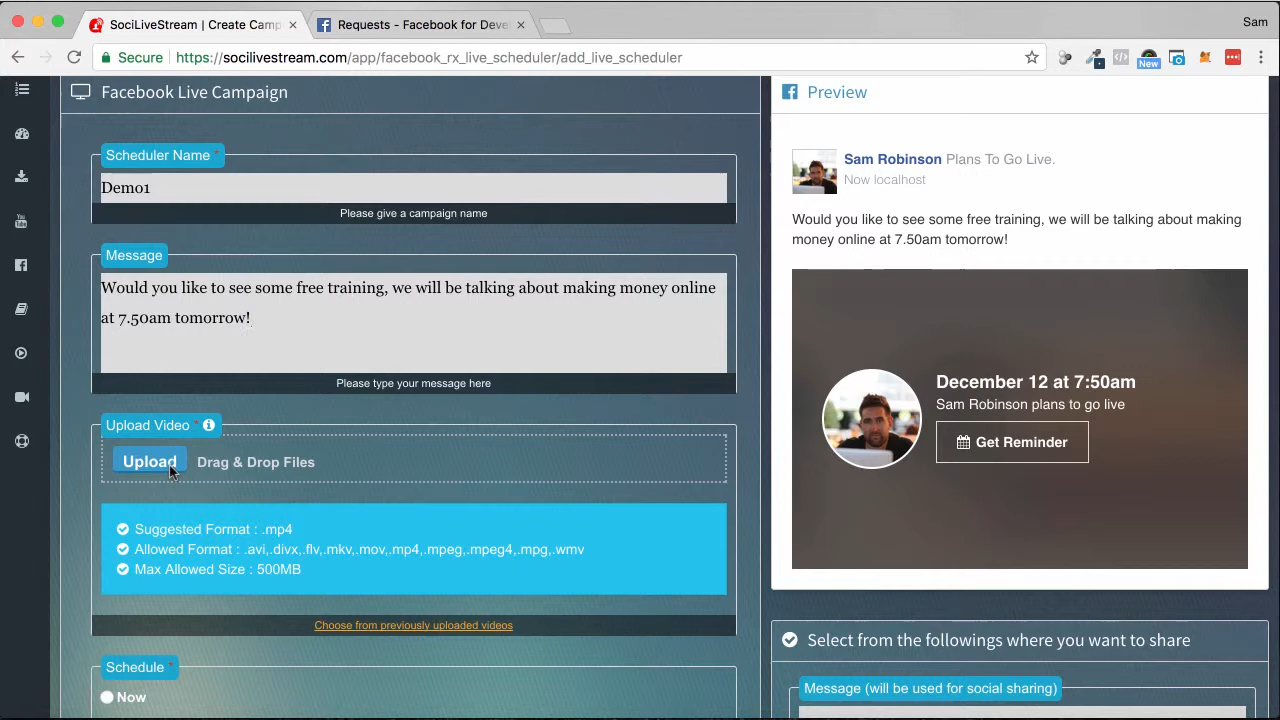 SociLiveStream | Create Camp
Requests - Facebook for Deve
Sam
Secure
https://socilivestream.com/app/facebook_rx_live_scheduler/add_live_scheduler
New
Facebook Live Campaign
Scheduler Name *
Demo1
Please give a campaign name
Message
Would you like to see some free training, we will be talking about making money online
at 7.50am tomorrow!
Please type your message here
Upload Video *
Upload
Drag & Drop Files
Suggested Format : .mp4
Allowed Format : .avi,.divx,.flv,.mkv,.mov,.mp4,.mpeg,.mpeg4,.mpg,.wmv
Max Allowed Size : 500MB
Choose from previously uploaded videos
Schedule *
Now
Preview
Sam Robinson Plans To Go Live.
Now localhost
Would you like to see some free training, we will be talking about making
money online at 7.50am tomorrow!
December 12 at 7:50am
Sam Robinson plans to go live
Get Reminder
Select from the followings where you want to share
Message (will be used for social sharing)